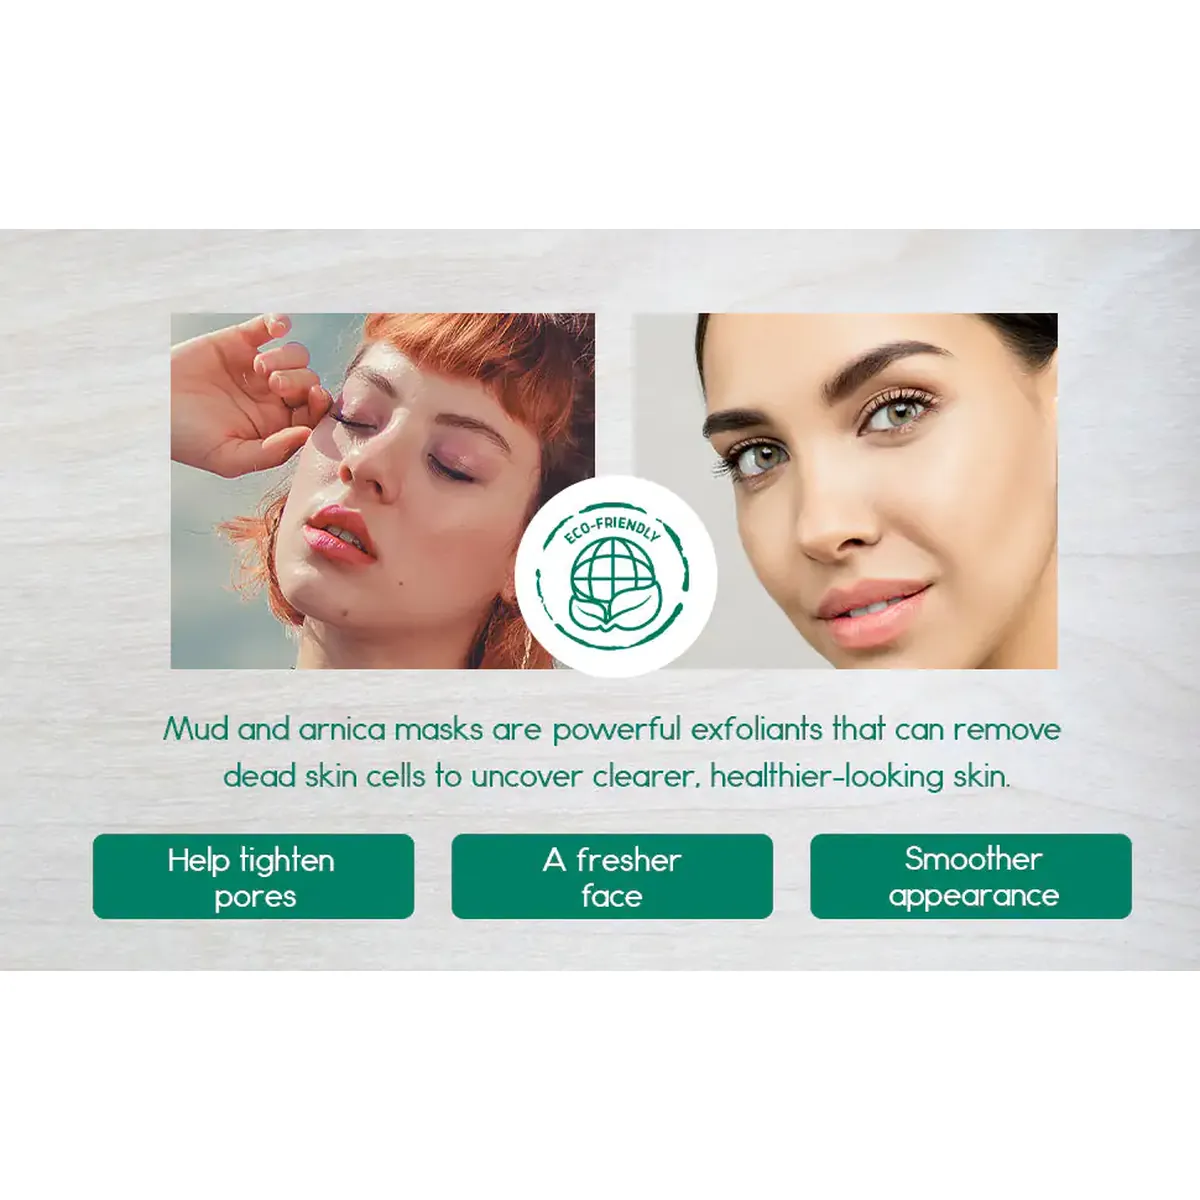 ECO-FRIENDLY
Mud and arnica masks are powerful exfoliants that can remove
dead skin cells to uncover clearer, healthier-looking skin.
Help tighten
pores
A fresher
face
Smoother
appearance